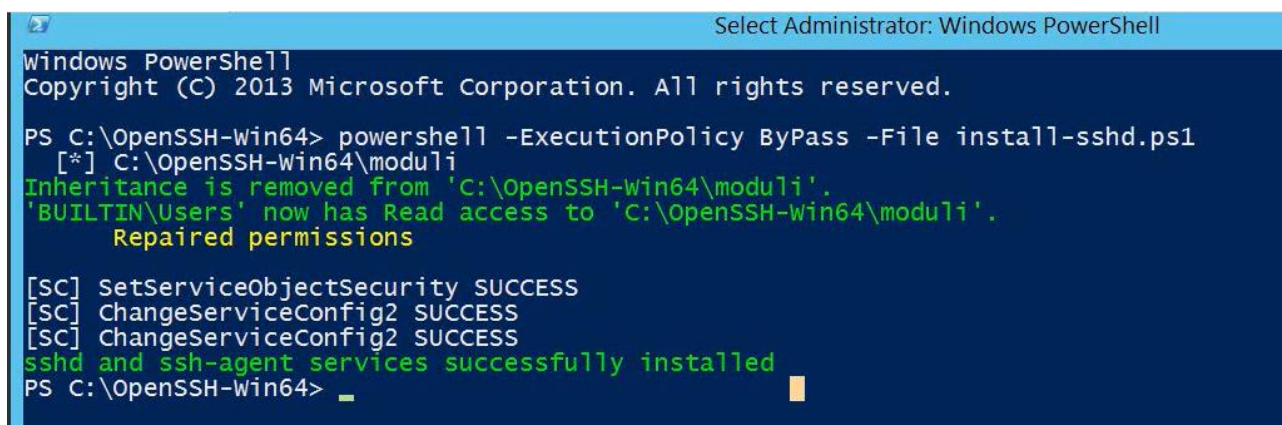 Select Administrator: Windows PowerShell
Windows PowerShell
Copyright (C) 2013 Microsoft Corporation. All rights reserved.
PS C:\OpenSSH-Win64> powershell -ExecutionPolicy ByPass -File install-sshd.ps1
[*] C:\OpenSSH-Win64\moduli
Inheritance is removed from 'C:\OpenSSH-Win64\moduli'.
'BUILTIN\Users' now has Read access to 'C:\OpenSSH-Win64\moduli'.
Repaired permissions
[SC] SetServiceObjectSecurity SUCCESS
[SC] ChangeServiceConfig2 SUCCESS
[SC] ChangeServiceConfig2 SUCCESS
sshd and ssh-agent services successfully installed
PS C:\OpenSSH-Win64>